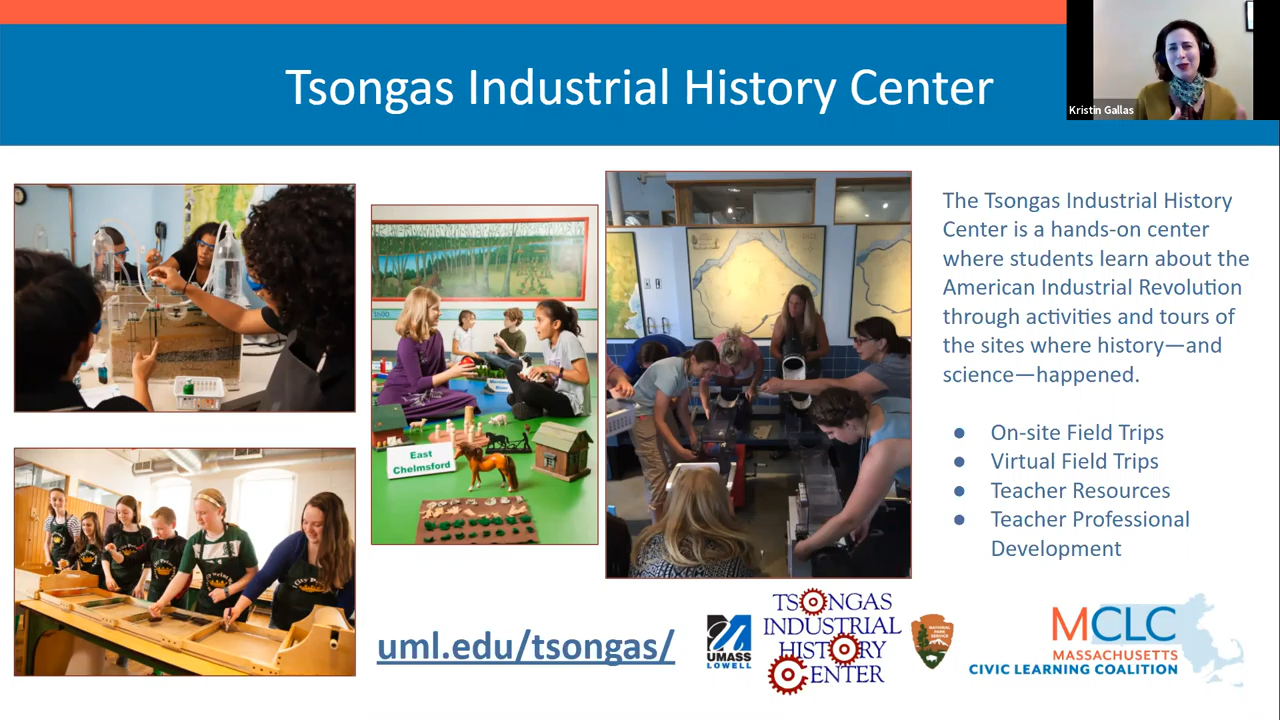 Tsongas Industrial History Center
Kristin Gallas
The Tsongas Industrial History
Center is a hands-on center
where students learn about the
American Industrial Revolution
through activities and tours of
the sites where history—and
science—happened.
● On-site Field Trips
● Virtual Field Trips
● Teacher Resources
● Teacher Professional
Development
East
Chelmsford
uml.edu/tsongas/
UMASS
LOWELL
TSONGAS
INDUSTRIAL
HISTORY
CENTER
NATIONAL
PARK
SERVICE
MCLC
MASSACHUSETTS
CIVIC LEARNING COALITION